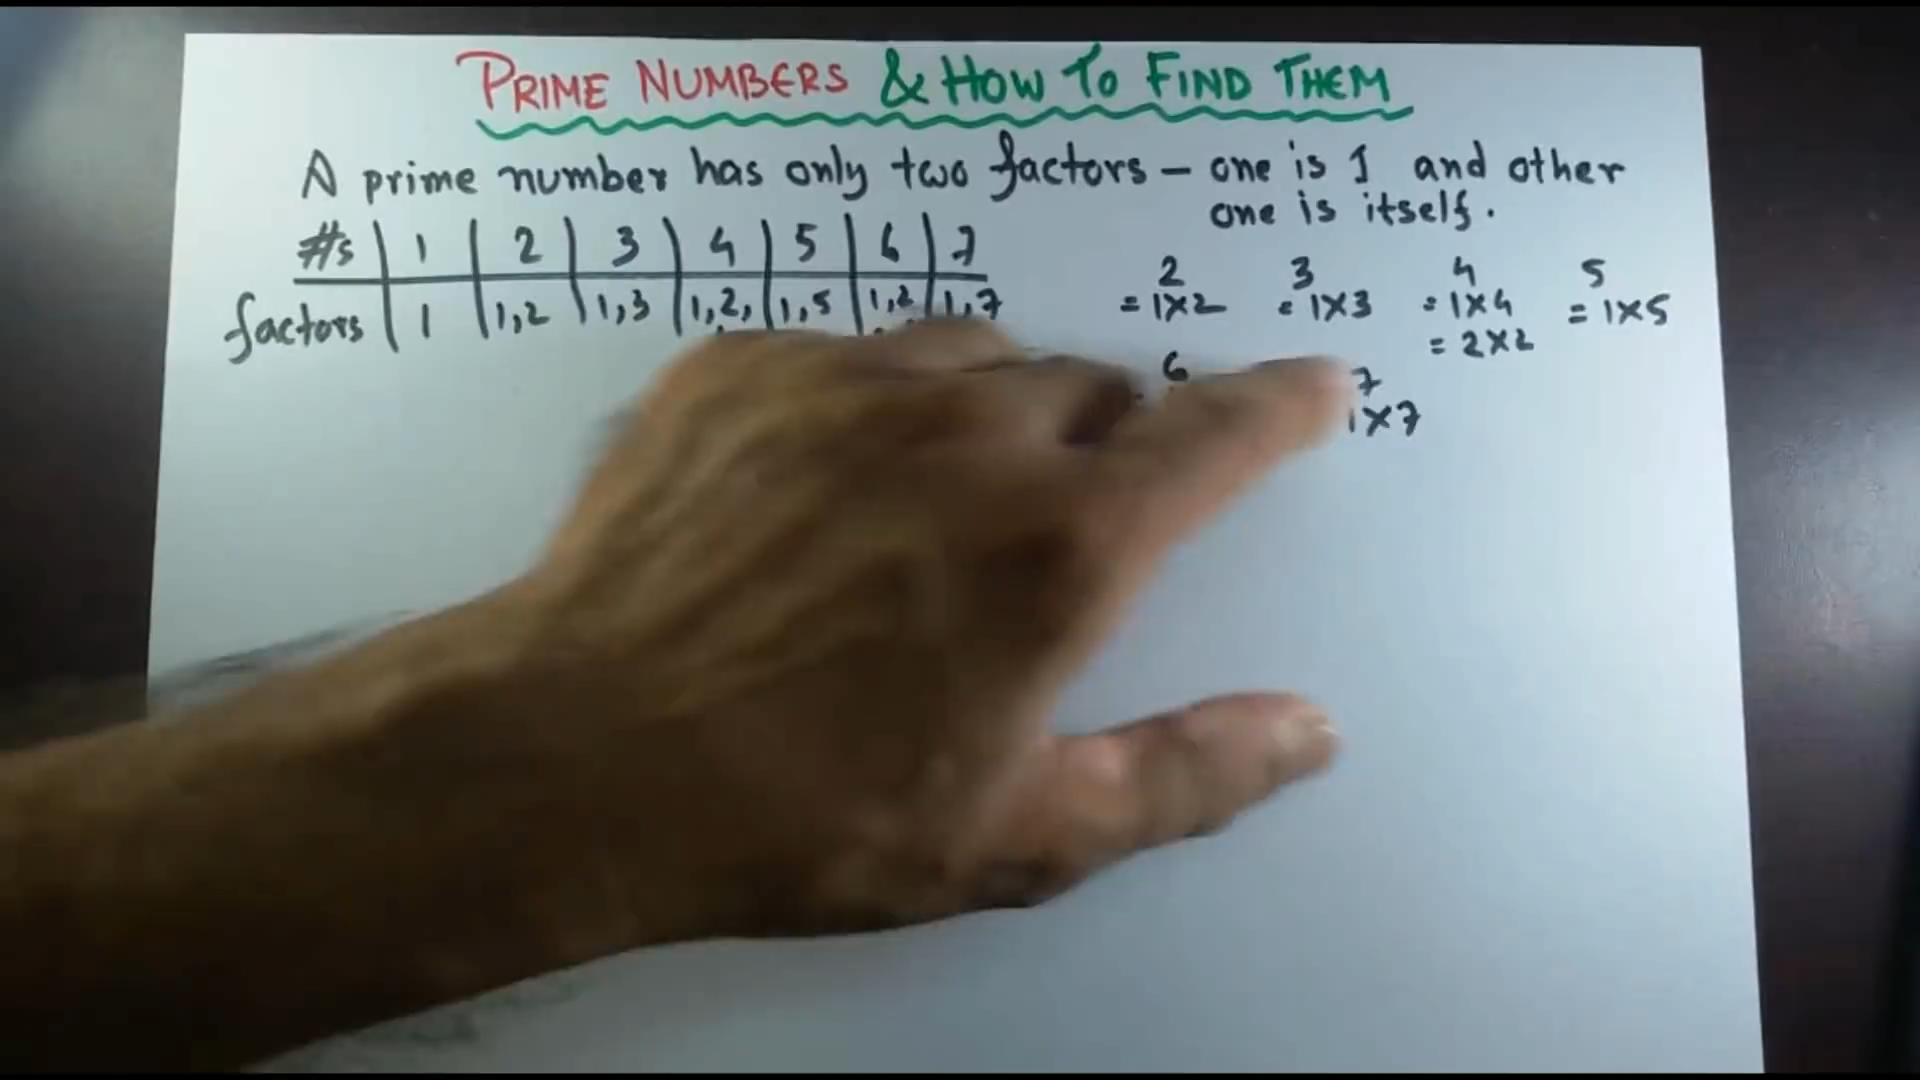 PRIME NUMBERS & HOW TO FIND THEM
A prime number has only two factors - one is 1 and other
one is itself.
#s 1 2 3 4 5 6 7
factors 1 1,2 1,3 1,2, 1,5 1,2 1,7
2 3 4 5
= 1×2 = 1×3 = 1×4 = 1×5
= 2×2
6 7
1×7